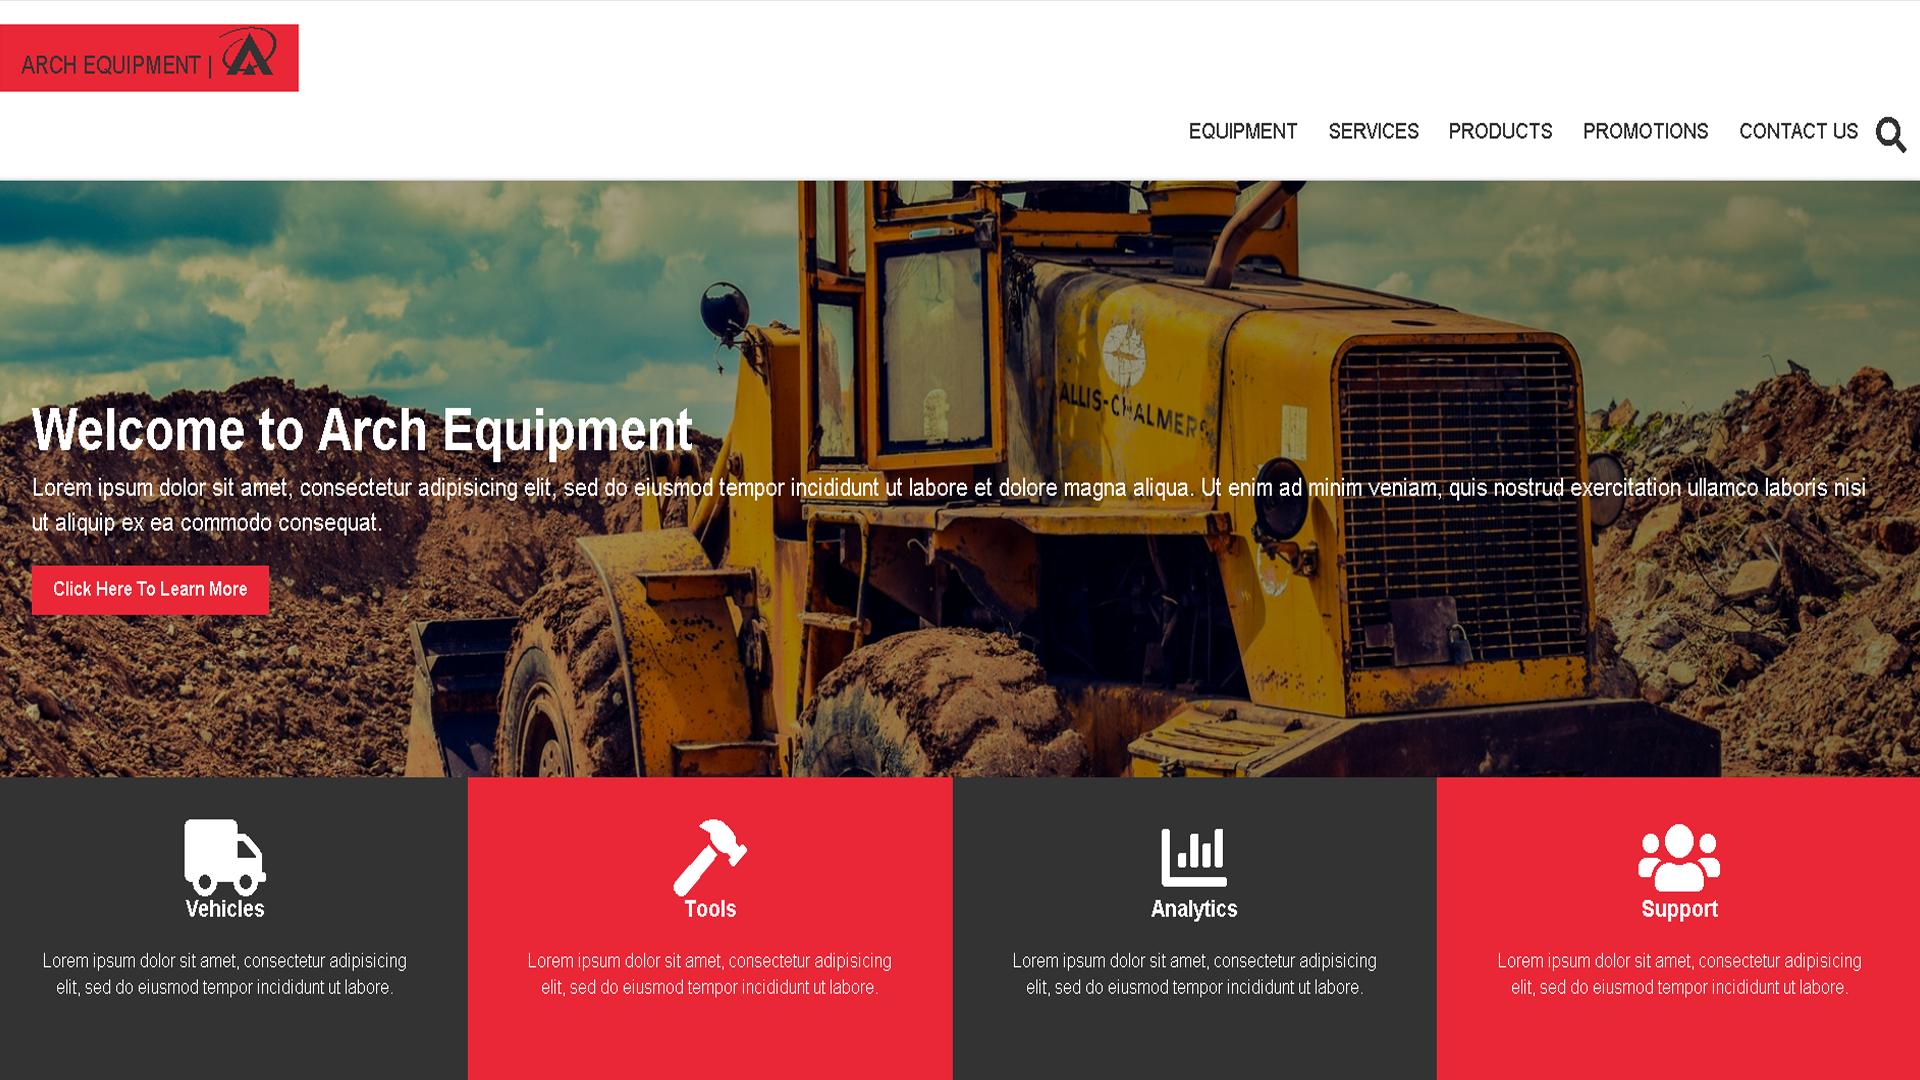 ARCH EQUIPMENT |
EQUIPMENT SERVICES PRODUCTS PROMOTIONS CONTACT US
ALLIS-CHALMERS
Welcome to Arch Equipment
Lorem ipsum dolor sit amet, consectetur adipisicing elit, sed do eiusmod tempor incididunt ut labore et dolore magna aliqua. Ut enim ad minim veniam, quis nostrud exercitation ullamco laboris nisi
ut aliquip ex ea commodo consequat.
Click Here To Learn More
Vehicles
Lorem ipsum dolor sit amet, consectetur adipisicing
elit, sed do eiusmod tempor incididunt ut labore.
Tools
Lorem ipsum dolor sit amet, consectetur adipisicing
elit, sed do eiusmod tempor incididunt ut labore.
Analytics
Lorem ipsum dolor sit amet, consectetur adipisicing
elit, sed do eiusmod tempor incididunt ut labore.
Support
Lorem ipsum dolor sit amet, consectetur adipisicing
elit, sed do eiusmod tempor incididunt ut labore.